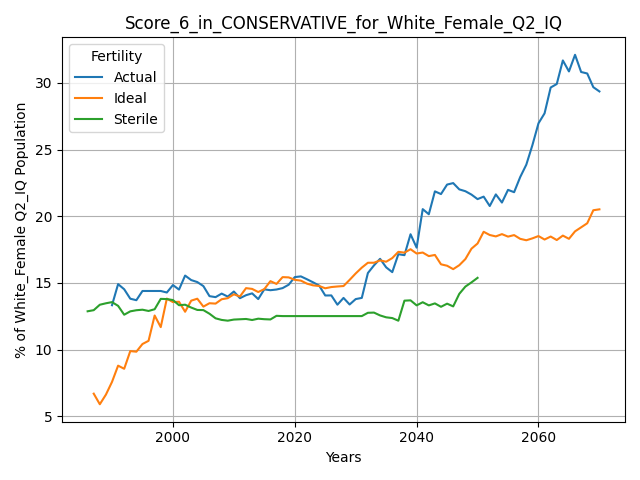 Score_6_in_CONSERVATIVE_for_White_Female_Q2_IQ
Fertility
Actual
Ideal
Sterile
% of White_Female Q2_IQ Population
30
25
20
15
10
5
2000
2020
2040
2060
Years